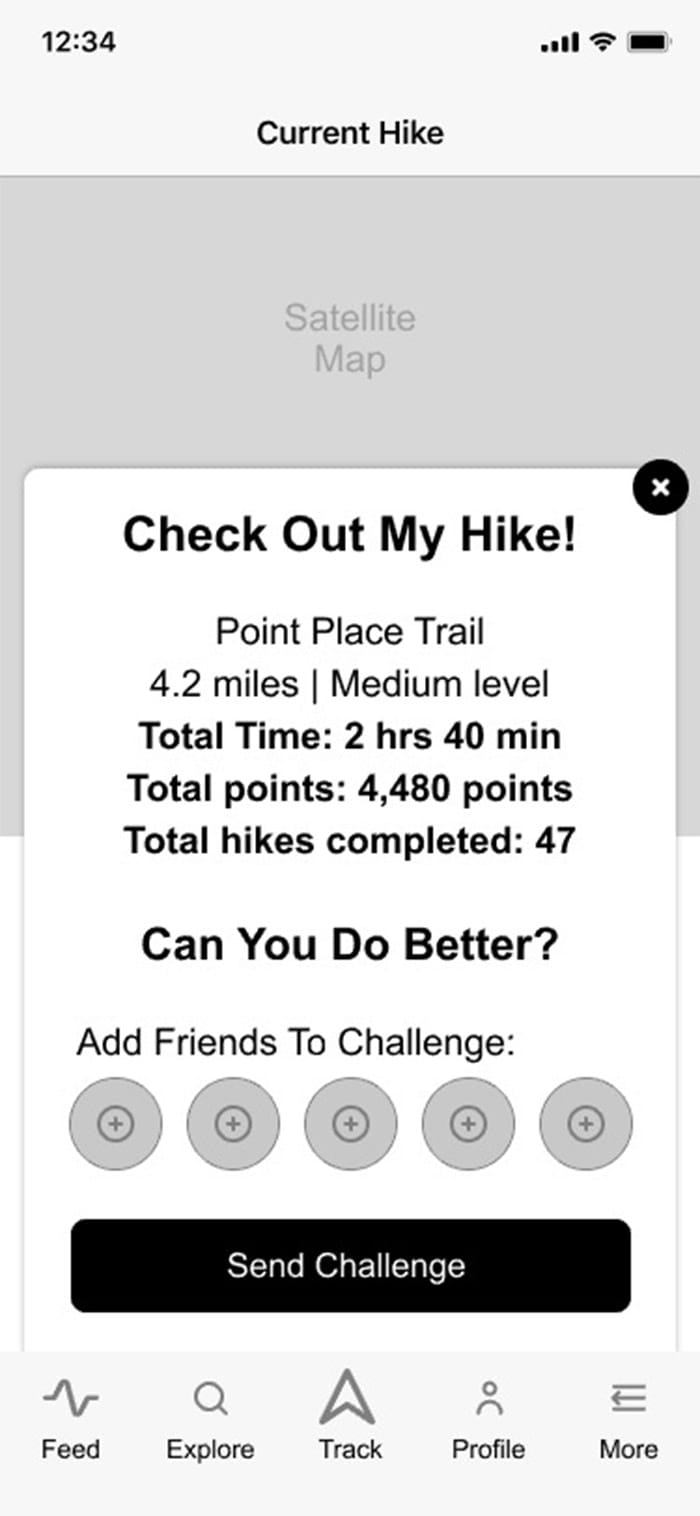 12:34
Current Hike
Satellite
Map
Check Out My Hike!
Point Place Trail
4.2 miles | Medium level
Total Time: 2 hrs 40 min
Total points: 4,480 points
Total hikes completed: 47
Can You Do Better?
Add Friends To Challenge:
Send Challenge
Feed Explore Track Profile More